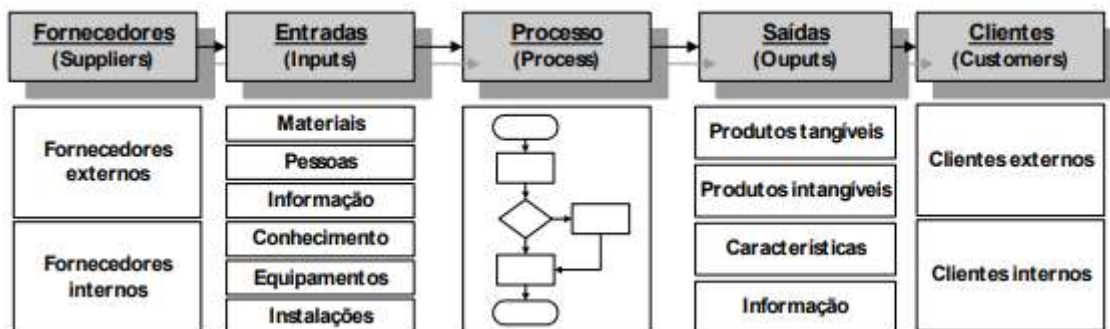 Fornecedores
(Suppliers)
Entradas
(Inputs)
Processo
(Process)
Saídas
(Ouputs)
Clientes
(Customers)
Fornecedores
externos
Fornecedores
internos
Materiais
Pessoas
Informação
Conhecimento
Equipamentos
Instalações
Produtos tangíveis
Produtos intangíveis
Características
Informação
Clientes externos
Clientes internos